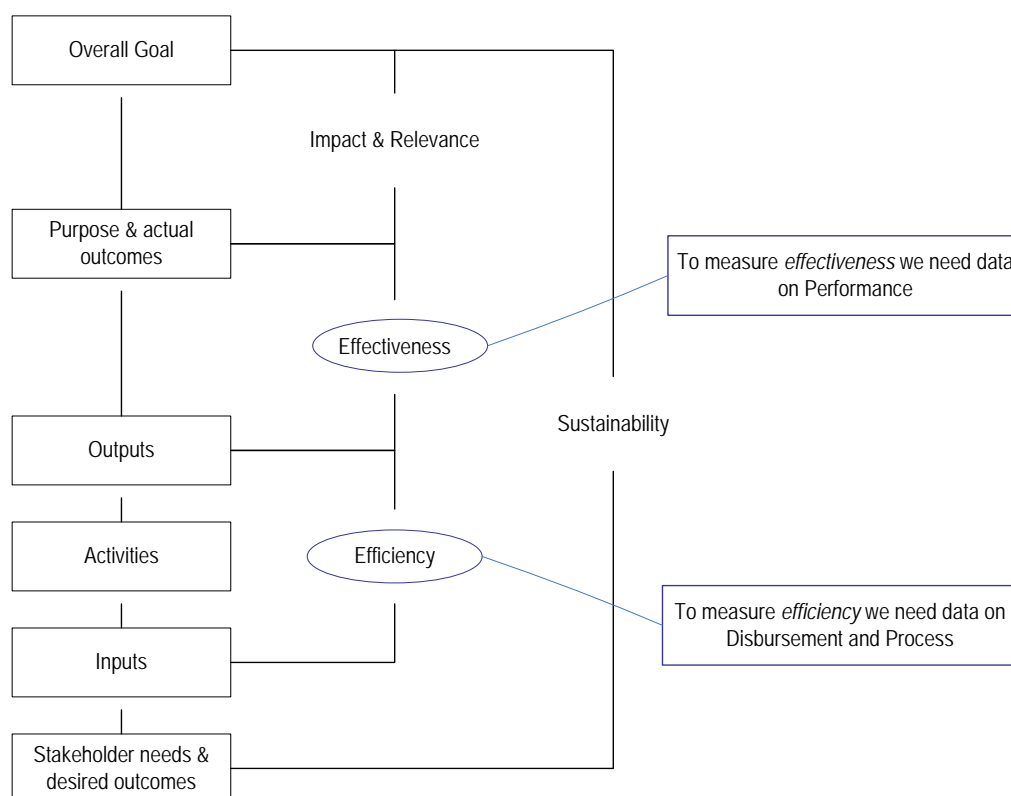 Overall Goal
Impact & Relevance
Purpose & actual
outcomes
To measure effectiveness we need data
on Performance
Effectiveness
Sustainability
Outputs
Activities
Efficiency
To measure efficiency we need data on
Disbursement and Process
Inputs
Stakeholder needs &
desired outcomes